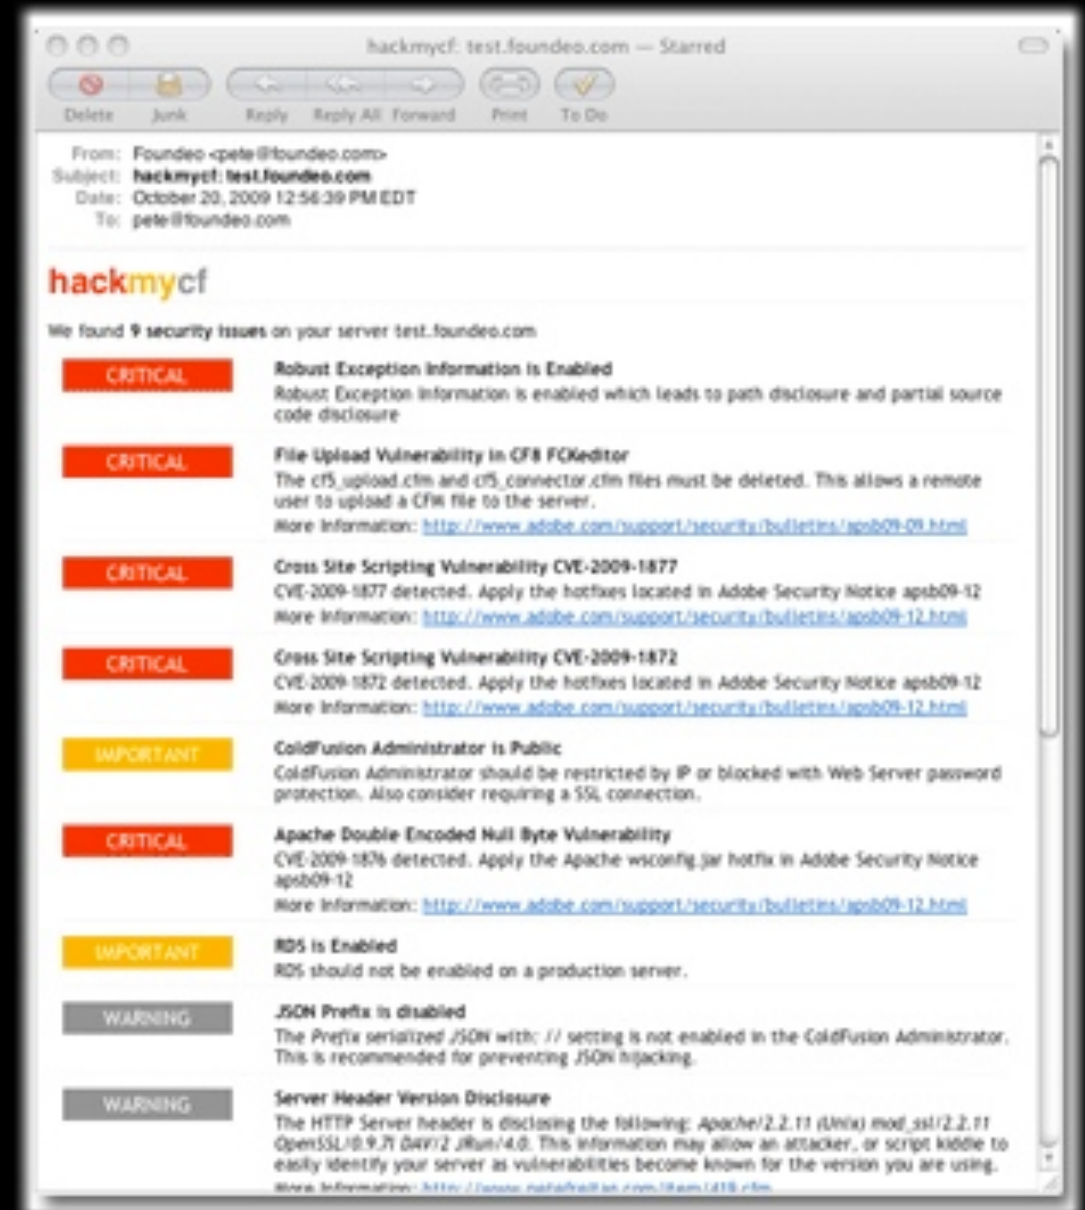 hackmycf: test.foundeo.com — Starred
Delete Junk Reply Reply All Forward Print To Do
From: Foundeo <pete@foundeo.com>
Subject: hackmycf: test.foundeo.com
Date: October 20, 2009 12:56:39 PM EDT
To: pete@foundeo.com
hackmycf
We found 9 security issues on your server test.foundeo.com
CRITICAL
Robust Exception Information is Enabled
Robust Exception Information is enabled which leads to path disclosure and partial source
code disclosure
CRITICAL
File Upload Vulnerability in CF8 FCKeditor
The cf5_upload.cfm and cf5_connector.cfm files must be deleted. This allows a remote
user to upload a CFM file to the server.
More Information: http://www.adobe.com/support/security/bulletins/apsb09-09.html
CRITICAL
Cross Site Scripting Vulnerability CVE-2009-1877
CVE-2009-1877 detected. Apply the hotfixes located in Adobe Security Notice apsb09-12
More Information: http://www.adobe.com/support/security/bulletins/apsb09-12.html
CRITICAL
Cross Site Scripting Vulnerability CVE-2009-1872
CVE-2009-1872 detected. Apply the hotfixes located in Adobe Security Notice apsb09-12
More Information: http://www.adobe.com/support/security/bulletins/apsb09-12.html
IMPORTANT
ColdFusion Administrator is Public
ColdFusion Administrator should be restricted by IP or blocked with Web Server password
protection. Also consider requiring a SSL connection.
CRITICAL
Apache Double Encoded Null Byte Vulnerability
CVE-2009-1876 detected. Apply the Apache wsconfig.jar hotfix in Adobe Security Notice
apsb09-12
More Information: http://www.adobe.com/support/security/bulletins/apsb09-12.html
IMPORTANT
RDS is Enabled
RDS should not be enabled on a production server.
WARNING
JSON Prefix is disabled
The Prefix serialized JSON with: // setting is not enabled in the ColdFusion Administrator.
This is recommended for preventing JSON hijacking.
WARNING
Server Header Version Disclosure
The HTTP Server header is disclosing the following: Apache/2.2.11 (Unix) mod_ssl/2.2.11
OpenSSL/0.9.7l DAV/2 JRun/4.0. This information may allow an attacker, or script kiddie to
easily identify your server as vulnerabilities become known for the version you are using.
More Information: http://www.petefreitag.com/item/419.cfm